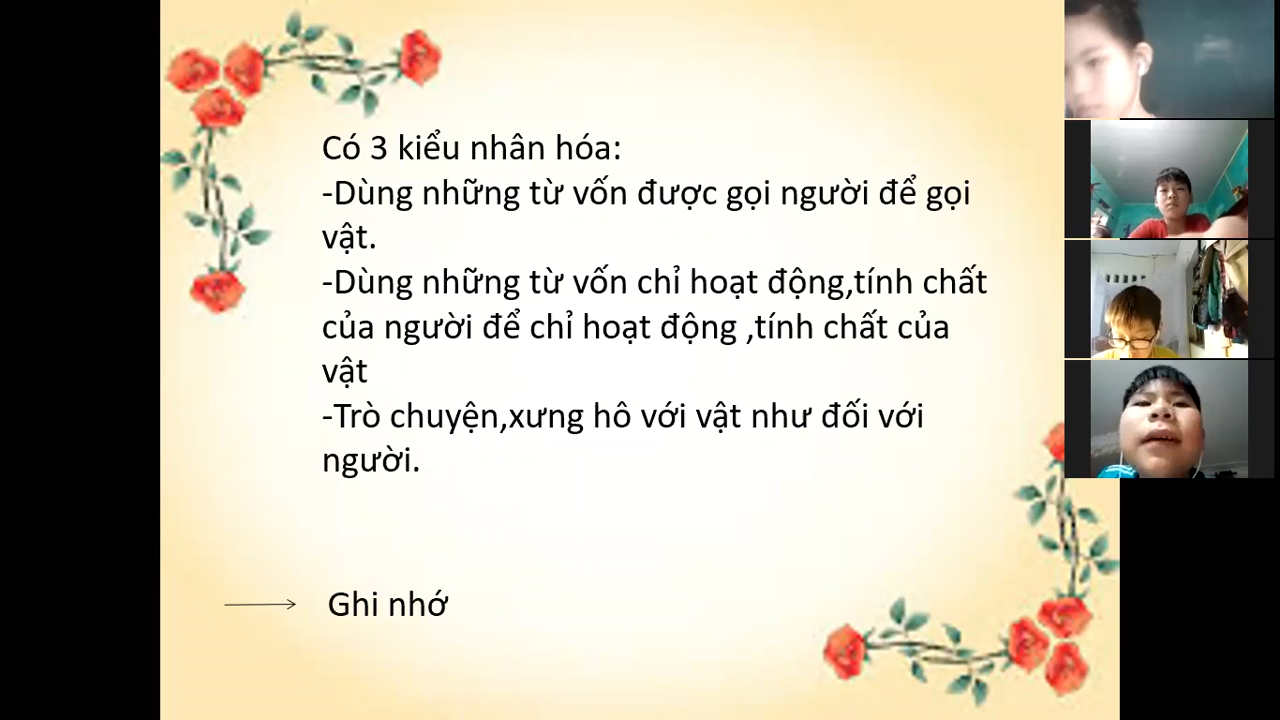 Có 3 kiểu nhân hóa:
-Dùng những từ vốn được gọi người để gọi
vật.
-Dùng những từ vốn chỉ hoạt động,tính chất
của người để chỉ hoạt động ,tính chất của
vật
-Trò chuyện,xưng hô với vật như đối với
người.
Ghi nhớ